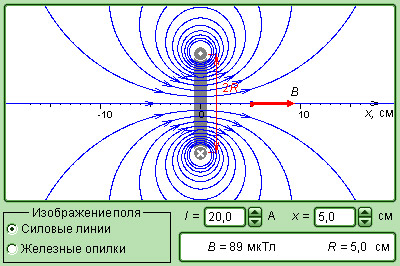 2R
B
-10 0 10 x, см
Изображение поля
Силовые линии
Железные опилки
I = 20,0 А x = 5,0 см
B = 89 мкТл R = 5,0 см